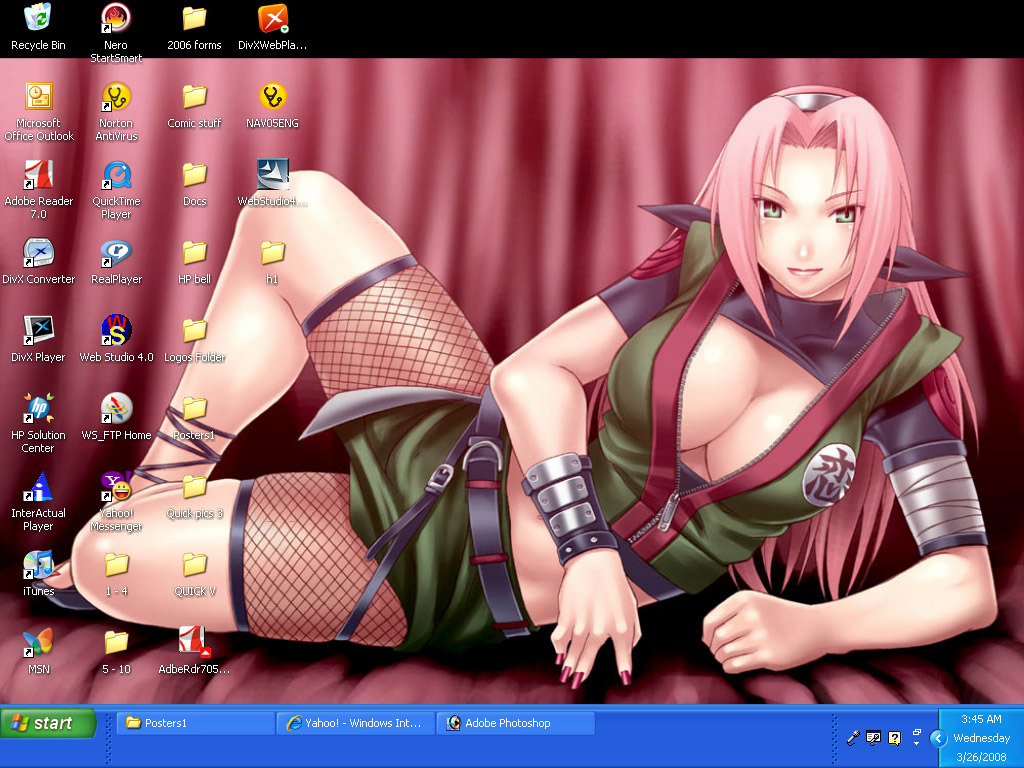 Recycle Bin
Nero
StartSmart
2006 forms
DivXWebPla...
Microsoft
Office Outlook
Norton
AntiVirus
Comic stuff
NAV05ENG
Adobe Reader
7.0
QuickTime
Player
Docs
WebStudio4...
DivX Converter
RealPlayer
HP bell
h1
DivX Player
Web Studio 4.0
Logos Folder
HP Solution
Center
WS_FTP Home
Posters1
恋
InterActual
Player
Yahoo!
Messenger
Quick pics 3
iTunes
1 - 4
QUICK V
MSN
5 - 10
AdbeRdr705...
start
Posters1
Yahoo! - Windows Int...
Adobe Photoshop
3:45 AM
Wednesday
3/26/2008